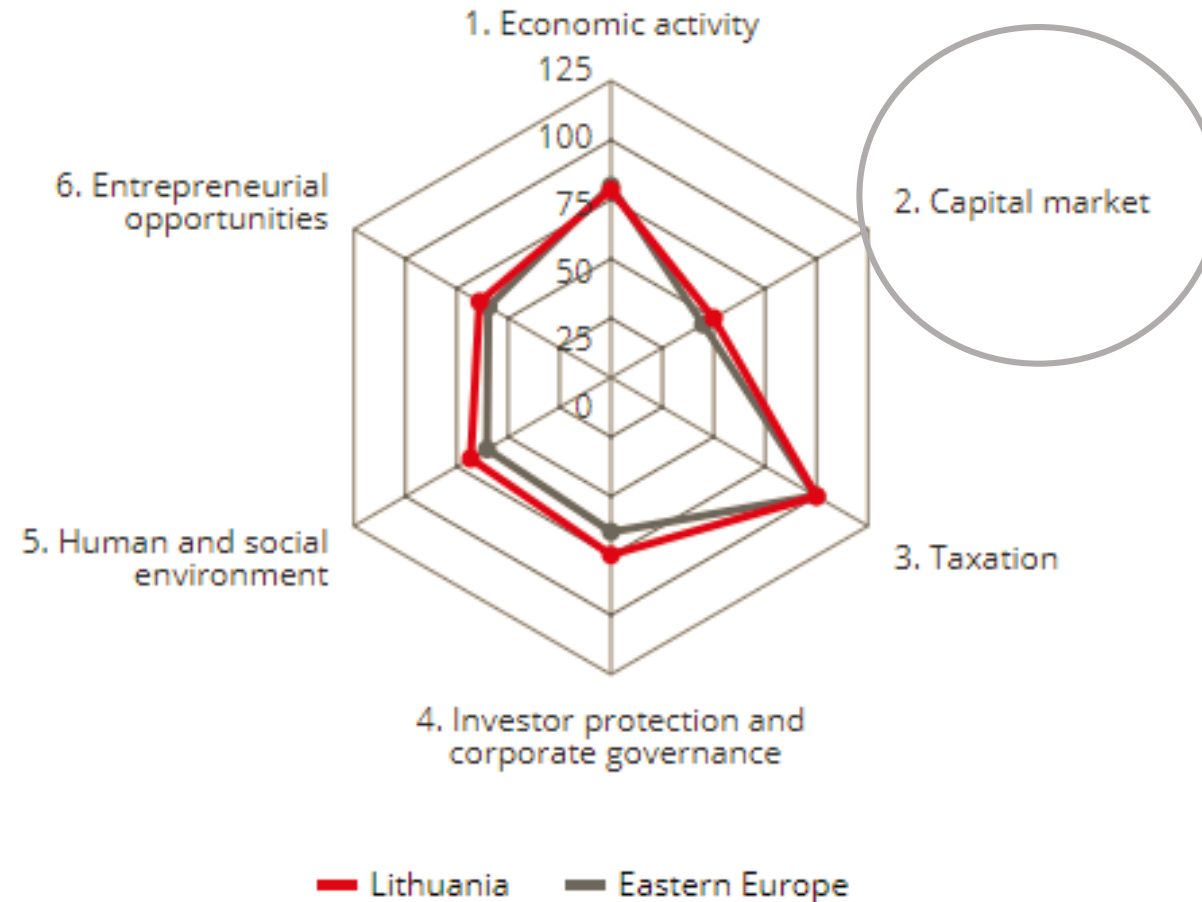 1. Economic activity
125
100
75
50
25
0
2. Capital market
3. Taxation
4. Investor protection and
corporate governance
5. Human and social
environment
6. Entrepreneurial
opportunities
Lithuania
Eastern Europe